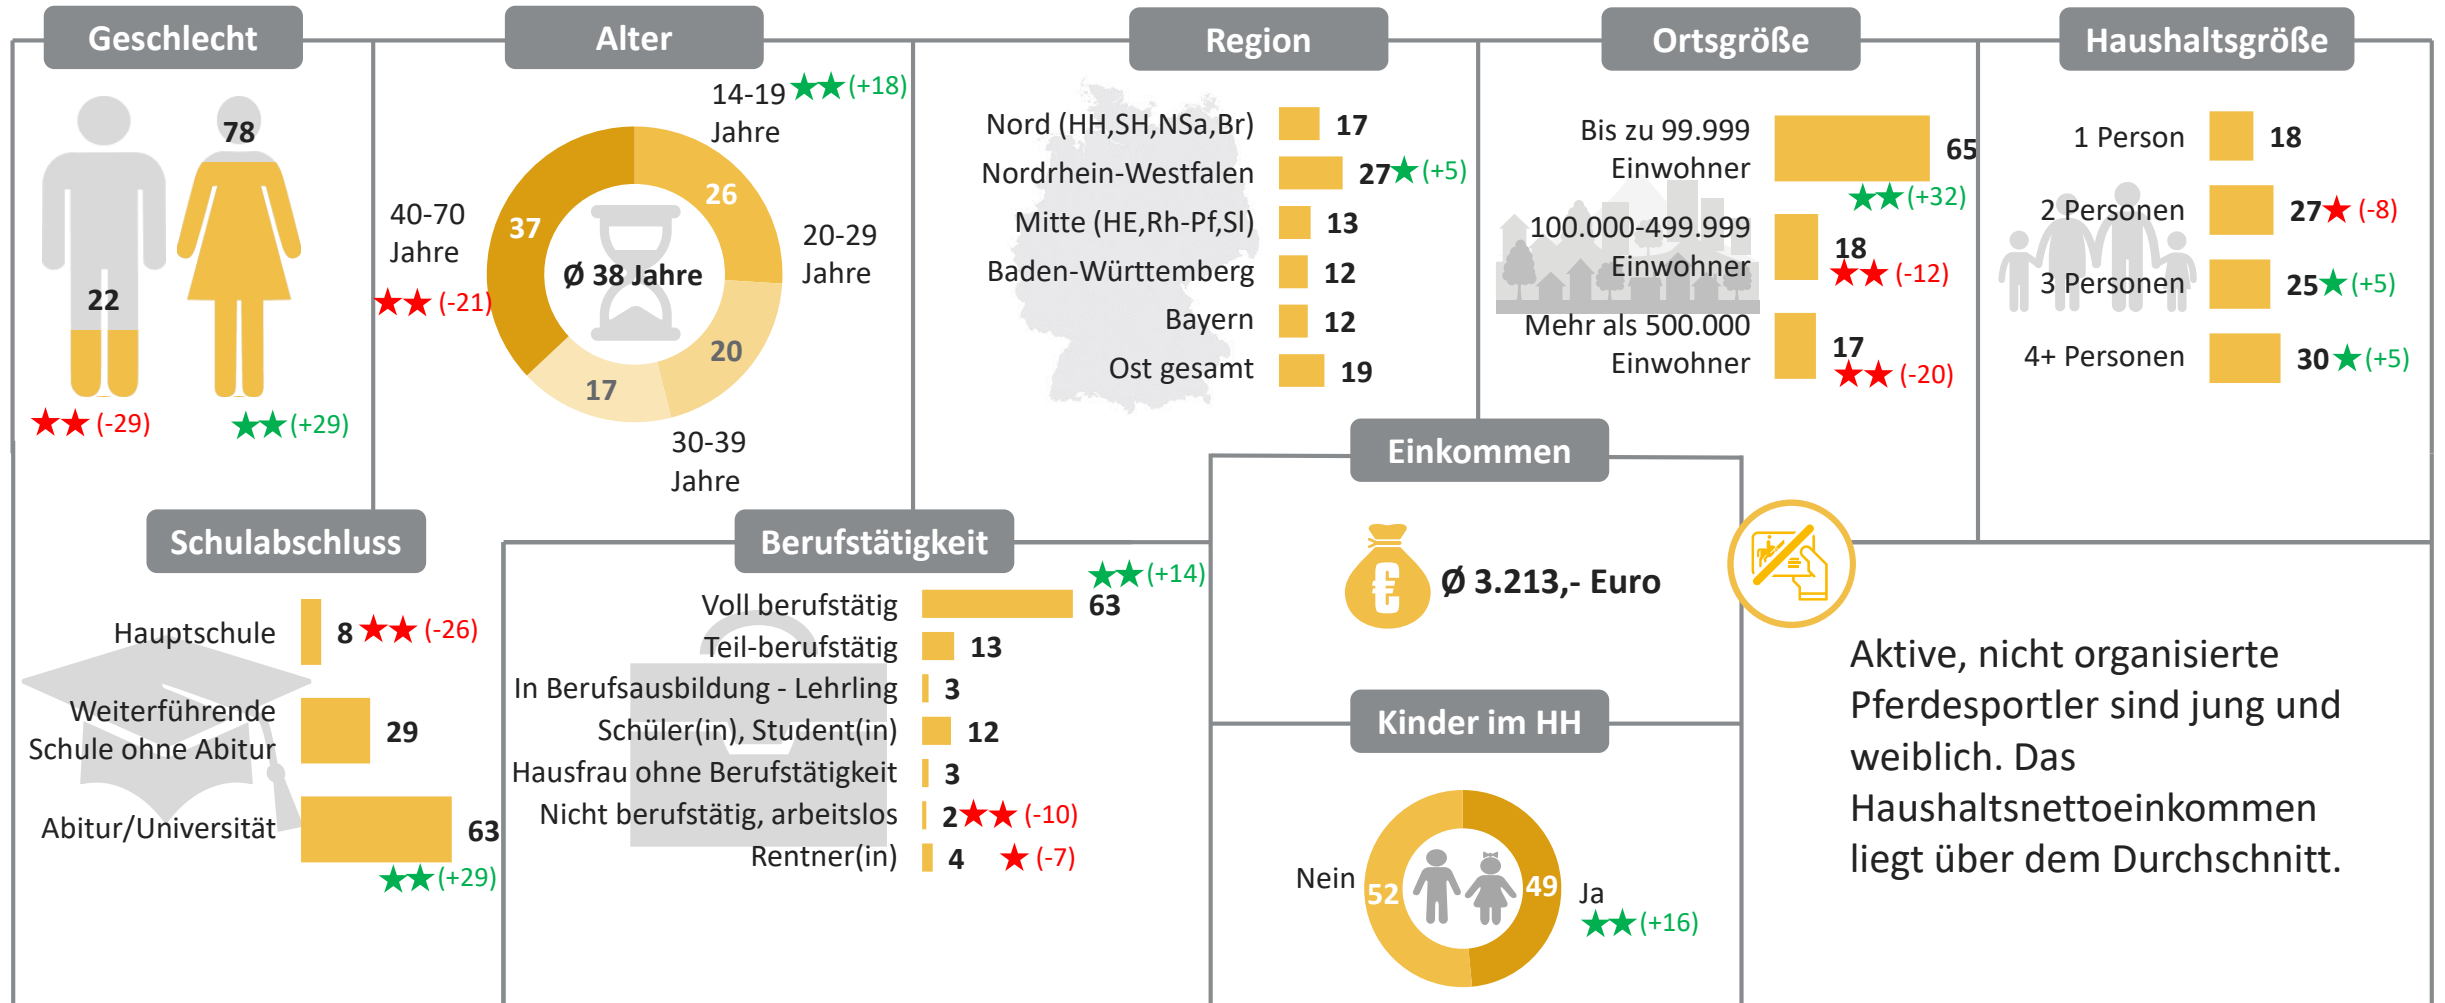 Geschlecht
78
22
★★ (-29)
★★ (+29)
Alter
14-19 ★★ (+18)
Jahre
26
20-29
Jahre
20
30-39
Jahre
17
40-70
Jahre
37
★★ (-21)
Ø 38 Jahre
Region
Nord (HH,SH,NSa,Br) 17
Nordrhein-Westfalen 27 ★ (+5)
Mitte (HE,Rh-Pf,Sl) 13
Baden-Württemberg 12
Bayern 12
Ost gesamt 19
Ortsgröße
Bis zu 99.999
Einwohner
65
★★ (+32)
100.000-499.999
Einwohner
18
★★ (-12)
Mehr als 500.000
Einwohner
17
★★ (-20)
Haushaltsgröße
1 Person 18
2 Personen 27 ★ (-8)
3 Personen 25 ★ (+5)
4+ Personen 30 ★ (+5)
Schulabschluss
Hauptschule 8 ★★ (-26)
Weiterführende
Schule ohne Abitur
29
Abitur/Universität 63
★★ (+29)
Berufstätigkeit
★★ (+14)
Voll berufstätig 63
Teil-berufstätig 13
In Berufsausbildung - Lehrling 3
Schüler(in), Student(in) 12
Hausfrau ohne Berufstätigkeit 3
Nicht berufstätig, arbeitslos 2 ★★ (-10)
Rentner(in) 4 ★ (-7)
Einkommen
€
Ø 3.213,- Euro
Kinder im HH
Nein
52
49
Ja
★★ (+16)
Aktive, nicht organisierte
Pferdesportler sind jung und
weiblich. Das
Haushaltsnettoeinkommen
liegt über dem Durchschnitt.